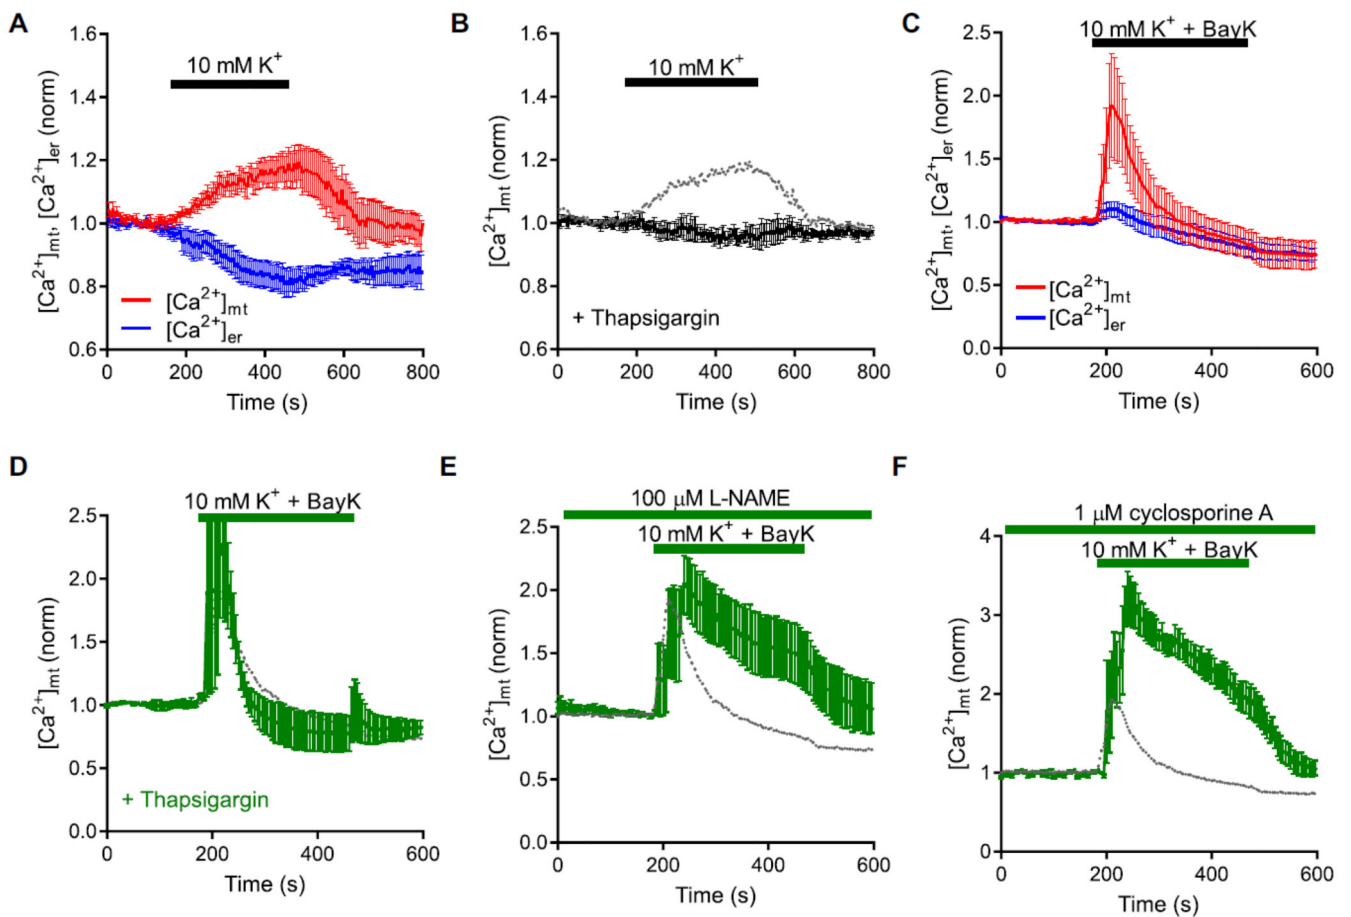 A
1.6
1.4
1.2
1.0
0.8
0.6
[Ca²⁺]mt, [Ca²⁺]er (norm)
10 mM K⁺
[Ca²⁺]mt
[Ca²⁺]er
0 200 400 600 800
Time (s)
B
1.6
1.4
1.2
1.0
0.8
0.6
[Ca²⁺]mt (norm)
10 mM K⁺
+ Thapsigargin
0 200 400 600 800
Time (s)
C
2.5
2.0
1.5
1.0
0.5
0.0
[Ca²⁺]mt, [Ca²⁺]er (norm)
10 mM K⁺ + BayK
[Ca²⁺]mt
[Ca²⁺]er
0 200 400 600
Time (s)
D
2.5
2.0
1.5
1.0
0.5
0.0
[Ca²⁺]mt (norm)
10 mM K⁺ + BayK
+ Thapsigargin
0 200 400 600
Time (s)
E
2.5
2.0
1.5
1.0
0.5
0.0
[Ca²⁺]mt (norm)
100 μM L-NAME
10 mM K⁺ + BayK
0 200 400 600
Time (s)
F
4
3
2
1
0
[Ca²⁺]mt (norm)
1 μM cyclosporine A
10 mM K⁺ + BayK
0 200 400 600
Time (s)